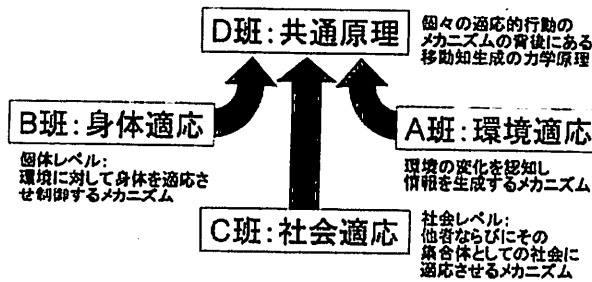 D班:共通原理
個々の適応的行動の
メカニズムの背後にある
移動知生成の力学原理
B班:身体適応
個体レベル:
環境に対して身体を適応さ
せ制御するメカニズム
A班:環境適応
環境の変化を認知し
情報を生成するメカニズム
C班:社会適応
社会レベル:
他者ならびにその
集合体としての社会に
適応させるメカニズム